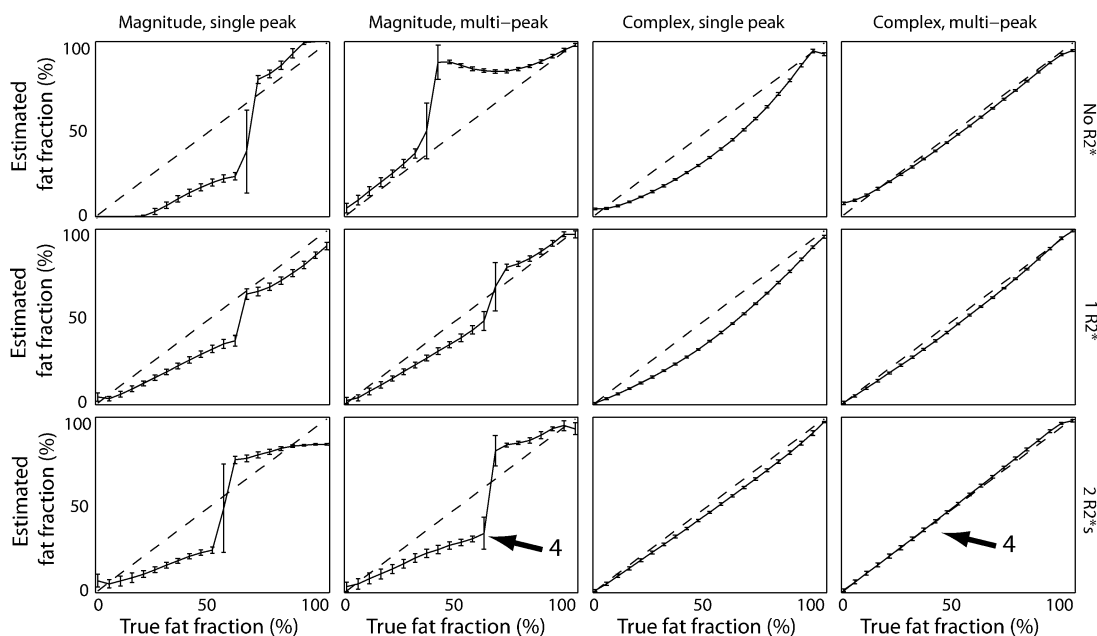 Magnitude, single peak
Magnitude, multi−peak
Complex, single peak
Complex, multi−peak
Estimated
fat fraction (%)
100
50
0
No R2*
Estimated
fat fraction (%)
100
50
0
1 R2*
Estimated
fat fraction (%)
100
50
0
4
4
2 R2*s
0 50 100
0 50 100
0 50 100
0 50 100
True fat fraction (%)
True fat fraction (%)
True fat fraction (%)
True fat fraction (%)